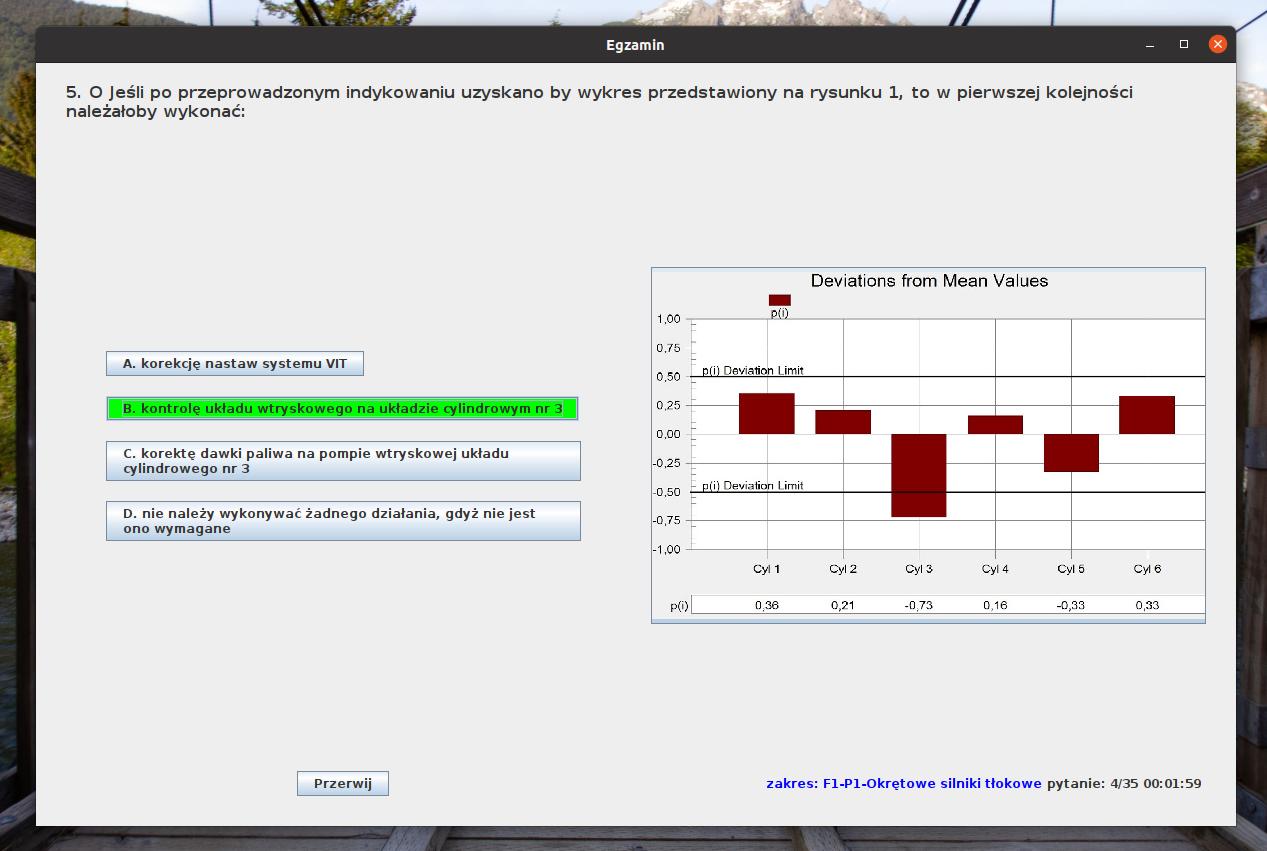 Egzamin
5. O Jeśli po przeprowadzonym indykowaniu uzyskano by wykres przedstawiony na rysunku 1, to w pierwszej kolejności
należałoby wykonać:
A. korekcję nastaw systemu VIT
B. kontrolę układu wtryskowego na układzie cylindrowym nr 3
C. korektę dawki paliwa na pompie wtryskowej układu
cylindrowego nr 3
D. nie należy wykonywać żadnego działania, gdyż nie jest
ono wymagane
Deviations from Mean Values
p(i)
1,00
0,75
p(i) Deviation Limit
0,50
0,25
0,00
-0,25
p(i) Deviation Limit
-0,50
-0,75
-1,00
Cyl 1 Cyl 2 Cyl 3 Cyl 4 Cyl 5 Cyl 6
p(i) 0,36 0,21 -0,73 0,16 -0,33 0,33
Przerwij
zakres: F1-P1-Okrętowe silniki tłokowe pytanie: 4/35 00:01:59